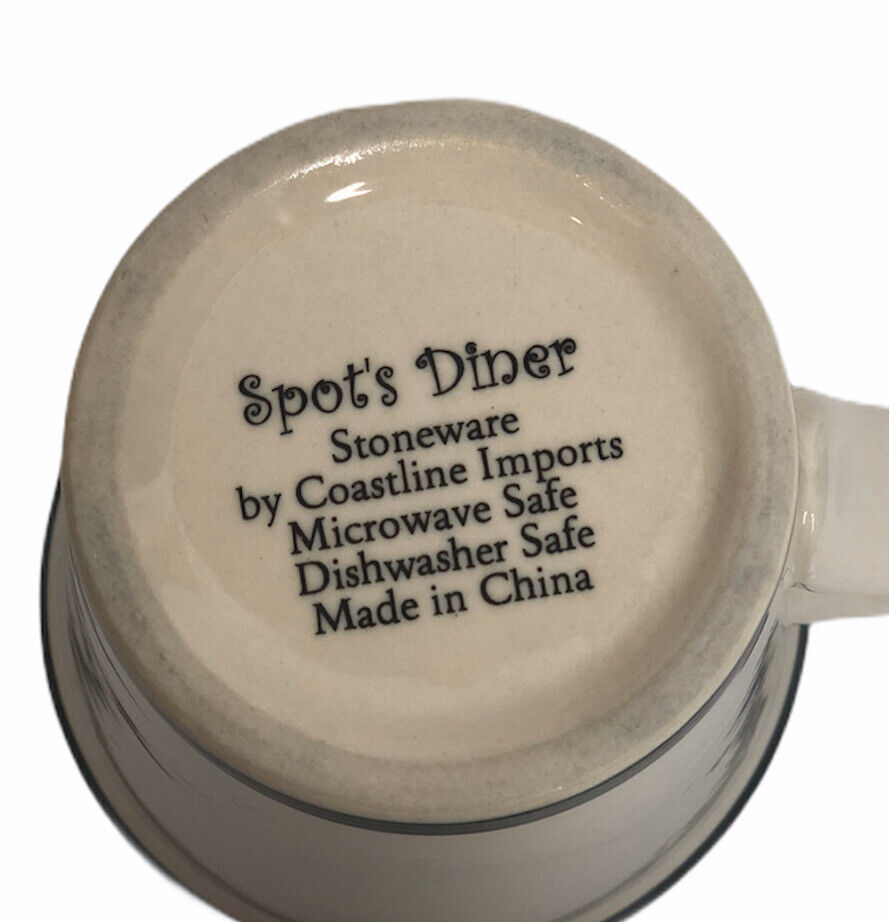 Spot's Diner
Stoneware
by Coastline Imports
Microwave Safe
Dishwasher Safe
Made in China